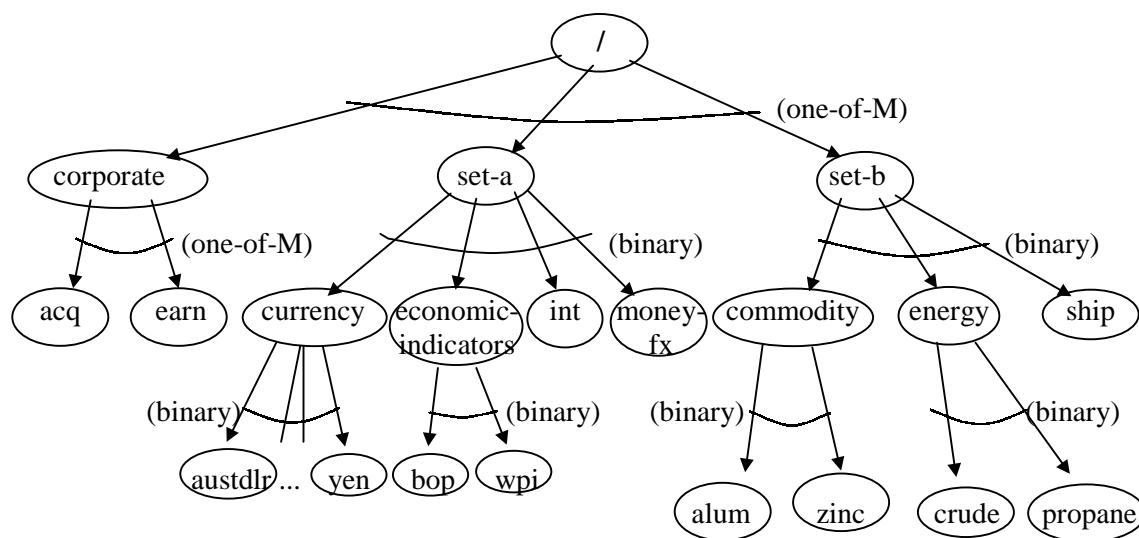 /
(one-of-M)
corporate
set-a
set-b
(one-of-M)
(binary)
(binary)
acq
earn
currency
economic-
indicators
int
money-
fx
commodity
energy
ship
(binary)
(binary)
(binary)
(binary)
austdlr
...
yen
bop
wpi
alum
zinc
crude
propane